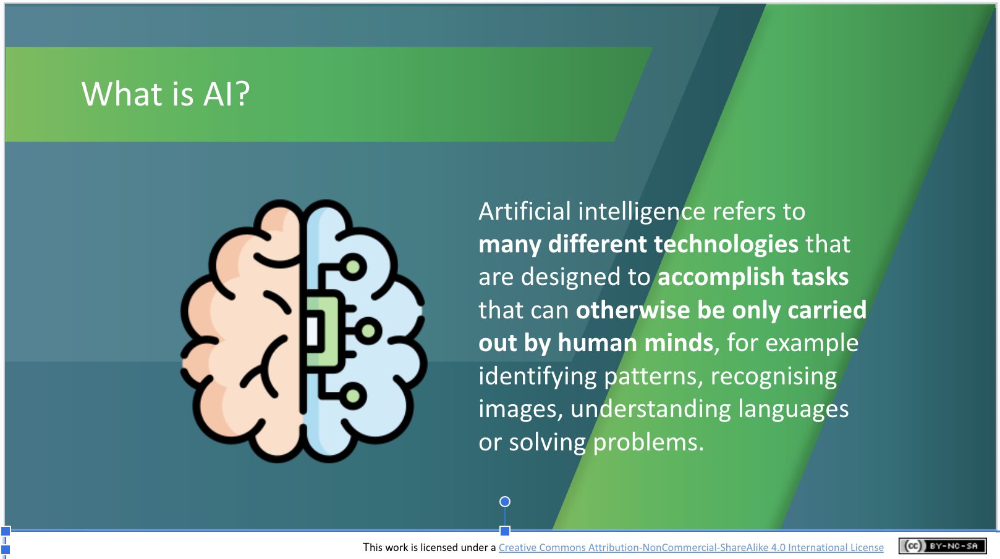 What is AI?
Artificial intelligence refers to
many different technologies that
are designed to accomplish tasks
that can otherwise be only carried
out by human minds, for example
identifying patterns, recognising
images, understanding languages
or solving problems.
This work is licensed under a Creative Commons Attribution-NonCommercial-ShareAlike 4.0 International License
cc BY-NC-SA